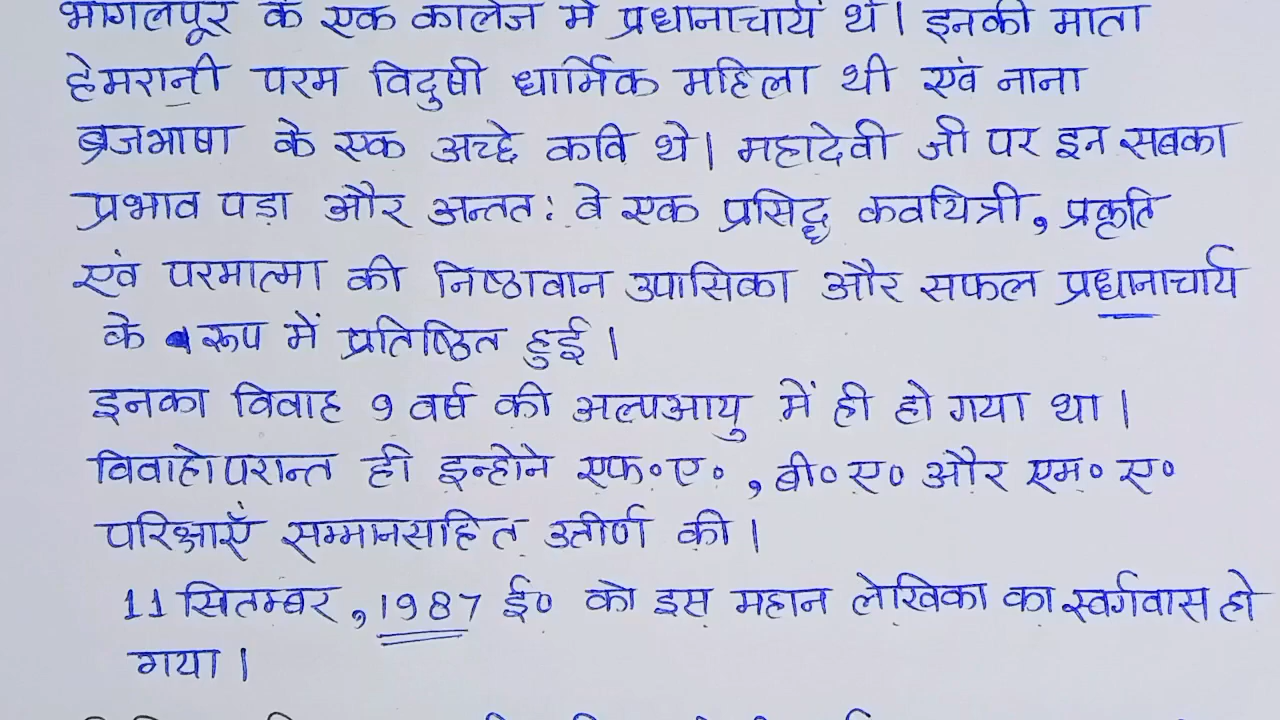 भागलपूर के एक कालेज में प्रधानाचार्य थे। इनकी माता
हेमरानी परम विदुषी धार्मिक महिला थी एवं नाना
ब्रजभाषा के एक अच्छे कवि थे। महादेवी जी पर इन सबका
प्रभाव पड़ा और अन्तत: वे एक प्रसिद्ध कवयित्री, प्रकृति
एवं परमात्मा की निष्ठावान उपासिका और सफल प्रधानाचार्य
के रूप में प्रतिष्ठित हुई।
इनका विवाह 9 वर्ष की अल्पआयु में ही हो गया था।
विवाहोपरान्त ही इन्होने एफ०ए०, बी०ए० और एम० ए०
परिक्षाएँ सम्मानसहित उतीर्ण की।
11 सितम्बर, 1987 ई० को इस महान लेखिका का स्वर्गवास हो
गया।